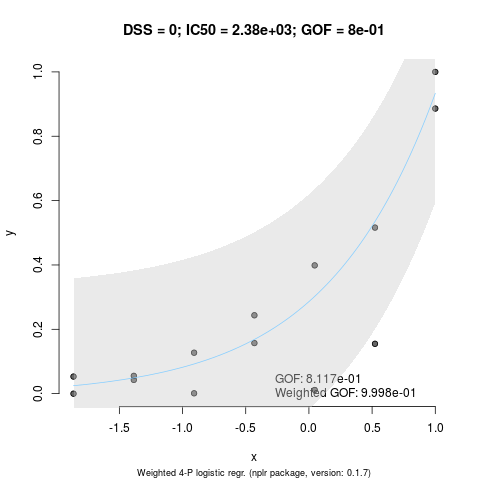 DSS = 0; IC50 = 2.38e+03; GOF = 8e-01
1.0
0.8
0.6
0.4
0.2
0.0
y
GOF: 8.117e-01
Weighted GOF: 9.998e-01
-1.5 -1.0 -0.5 0.0 0.5 1.0
x
Weighted 4-P logistic regr. (nplr package, version: 0.1.7)